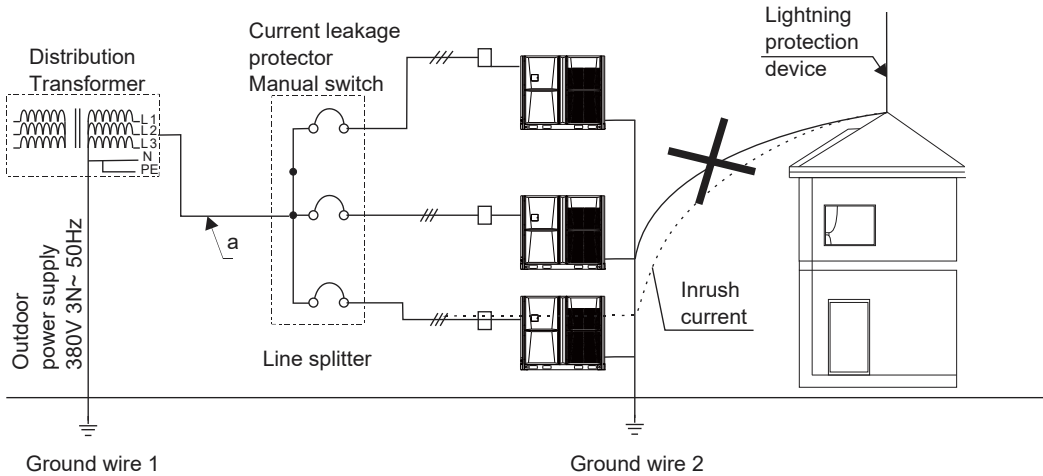 Distribution
Transformer
L1
L2
L3
N
PE
Outdoor
power supply
380V 3N~ 50Hz
a
Current leakage
protector
Manual switch
Line splitter
Lightning
protection
device
Inrush
current
Ground wire 1
Ground wire 2